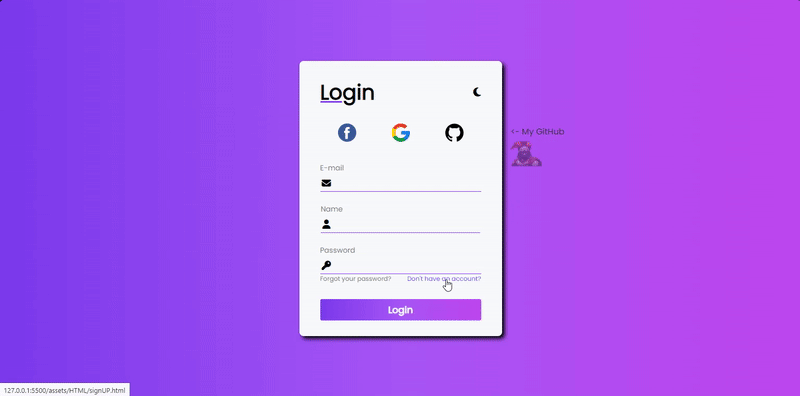 Login
<- My GitHub
E-mail
Name
Password
Forgot your password? Don't have an account?
Login
127.0.0.1:5500/assets/HTML/signUP.html